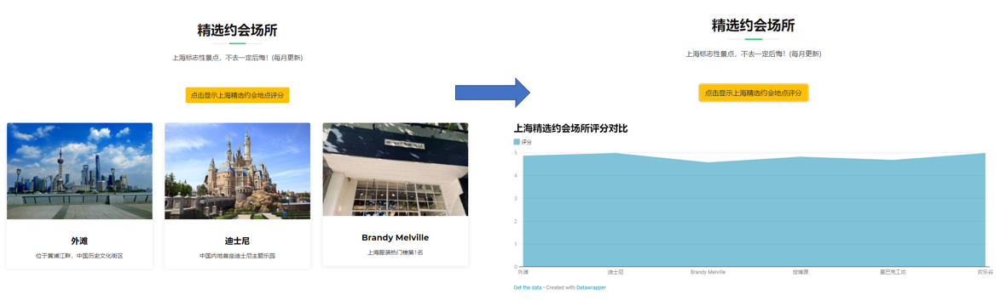 精选约会场所
上海标志性景点，不去一定后悔！(每月更新)
点击显示上海精选约会地点评分
外滩
位于黄浦江畔，中国历史文化街区
迪士尼
中国内地首座迪士尼主题乐园
Brandy Melville
上海服装热门榜第1名
精选约会场所
上海标志性景点，不去一定后悔！(每月更新)
点击显示上海精选约会地点评分
上海精选约会场所评分对比
评分
5
4
3
2
1
0
外滩
迪士尼
Brandy Melville
世博源
星巴克工坊
欢乐谷
Get the data • Created with Datawrapper